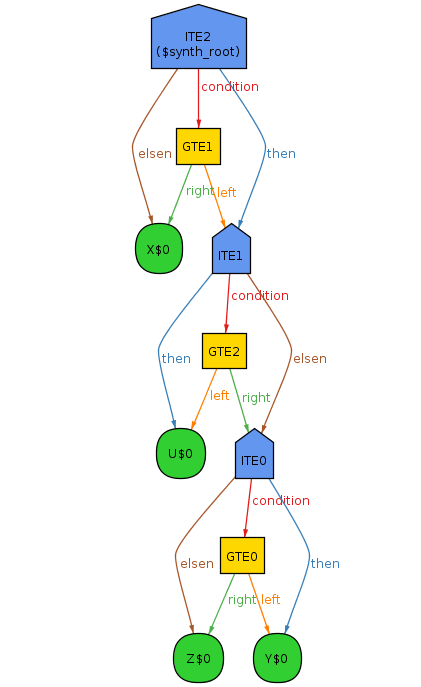 ITE2
($synth_root)
condition
GTE1
elsen
then
right
left
X$0
ITE1
condition
GTE2
then
elsen
left
right
U$0
ITE0
condition
GTE0
elsen
then
right
left
Z$0
Y$0